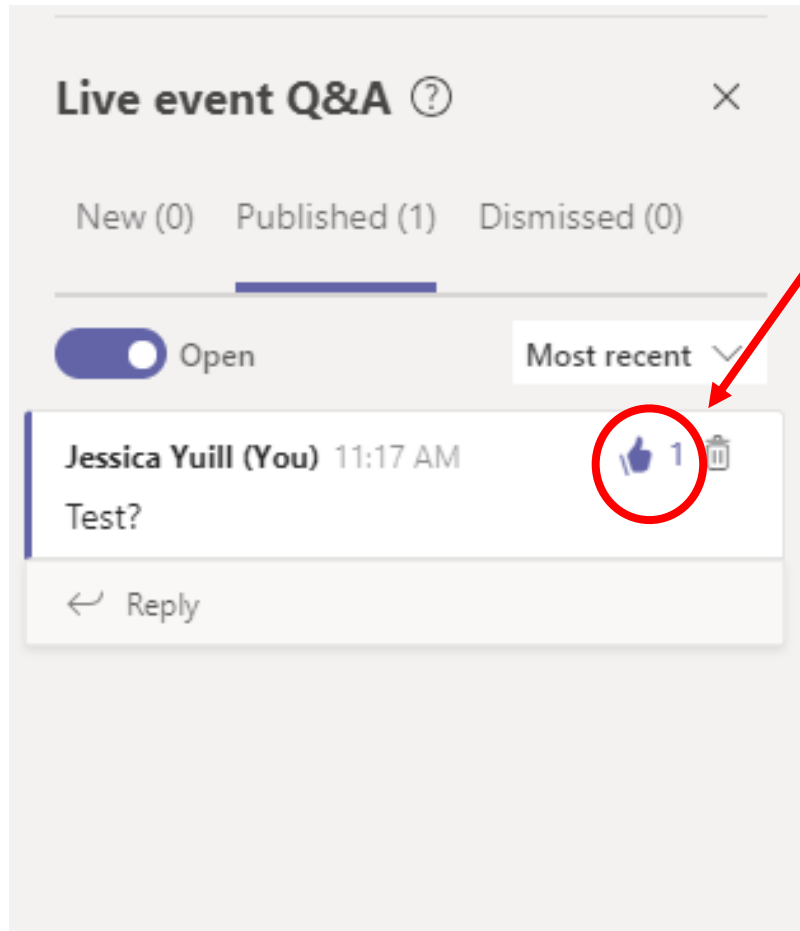 Live event Q&A ?
New (0) Published (1) Dismissed (0)
Open Most recent
Jessica Yuill (You) 11:17 AM 1
Test?
Reply